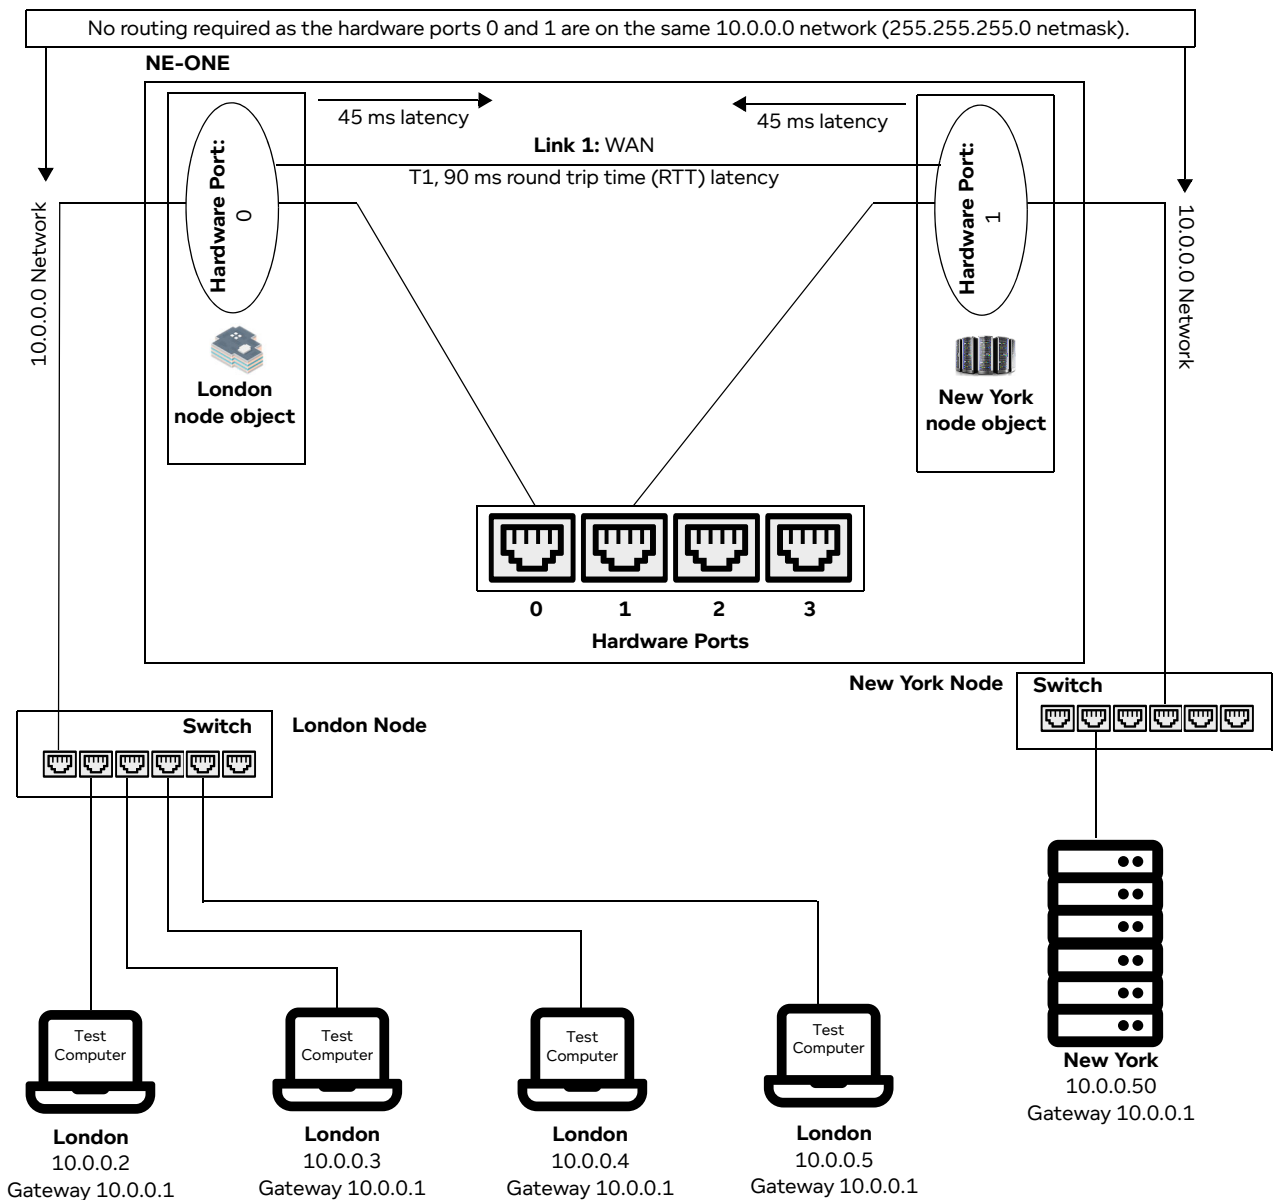 No routing required as the hardware ports 0 and 1 are on the same 10.0.0.0 network (255.255.255.0 netmask).
NE-ONE
45 ms latency
45 ms latency
Link 1: WAN
T1, 90 ms round trip time (RTT) latency
Hardware Port:
0
Hardware Port:
1
10.0.0.0 Network
10.0.0.0 Network
London
node object
New York
node object
0 1 2 3
Hardware Ports
New York Node
Switch
Switch
London Node
Test
Computer
Test
Computer
Test
Computer
Test
Computer
New York
10.0.0.50
Gateway 10.0.0.1
London
10.0.0.2
Gateway 10.0.0.1
London
10.0.0.3
Gateway 10.0.0.1
London
10.0.0.4
Gateway 10.0.0.1
London
10.0.0.5
Gateway 10.0.0.1